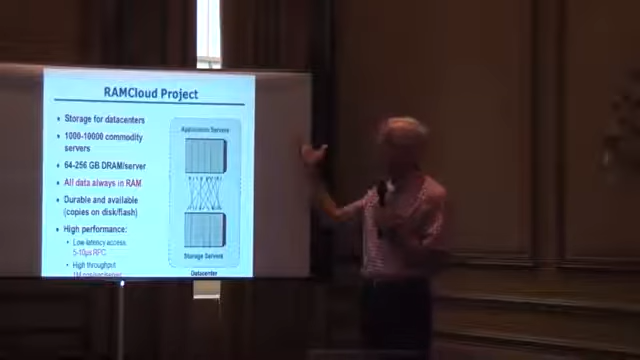 RAMCloud Project
• Storage for datacenters
• 1000-10000 commodity
servers
• 64-256 GB DRAM/server
• All data always in RAM
• Durable and available
(copies on disk/flash)
• High performance:
• Low-latency access:
5-10µs RPC
• High throughput:
Application Servers
Storage Servers
Datacenter